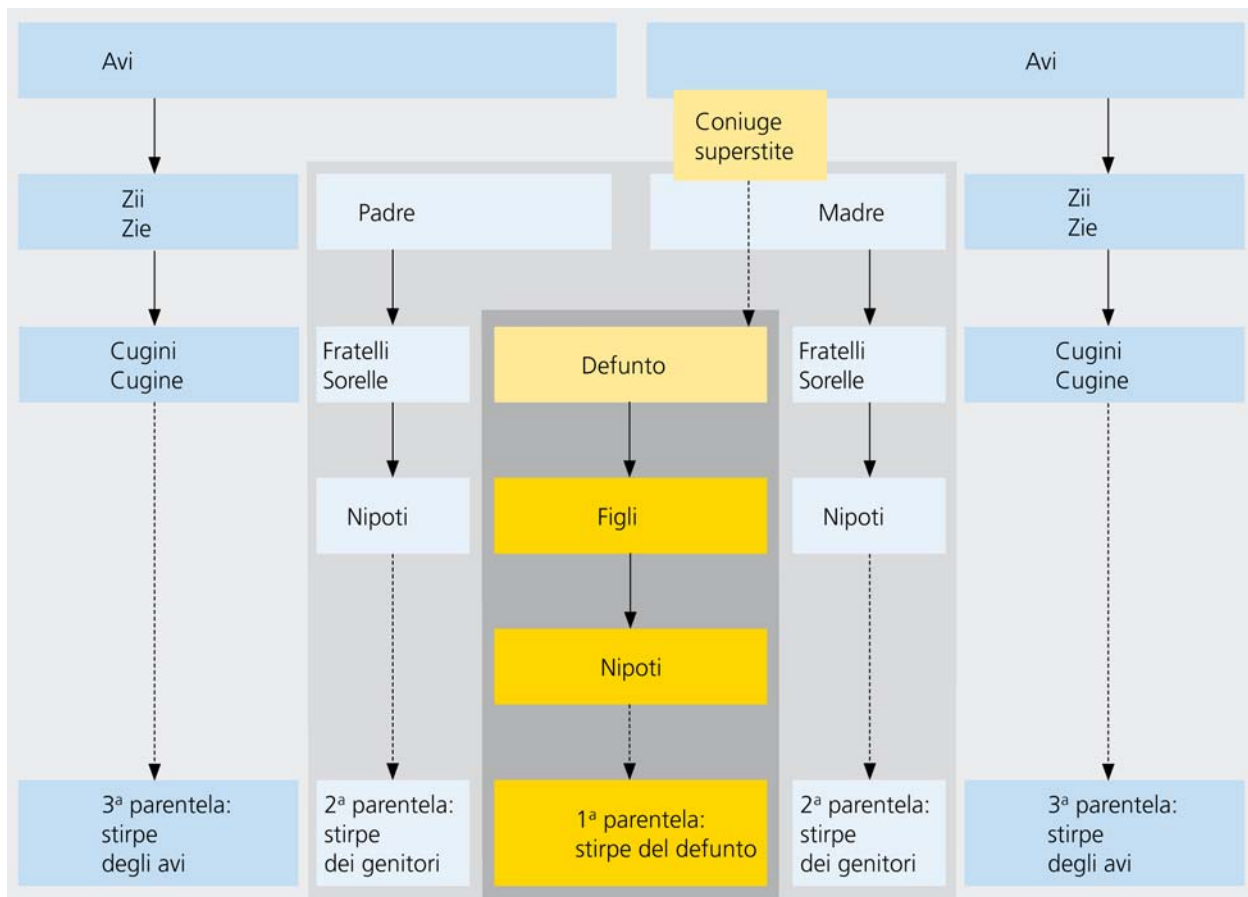 Avi
Avi
Coniuge
superstite
Zii
Zie
Padre
Madre
Zii
Zie
Cugini
Cugine
Fratelli
Sorelle
Defunto
Fratelli
Sorelle
Cugini
Cugine
Nipoti
Figli
Nipoti
Nipoti
3ª parentela:
stirpe
degli avi
2ª parentela:
stirpe
dei genitori
1ª parentela:
stirpe del defunto
2ª parentela:
stirpe
dei genitori
3ª parentela:
stirpe
degli avi